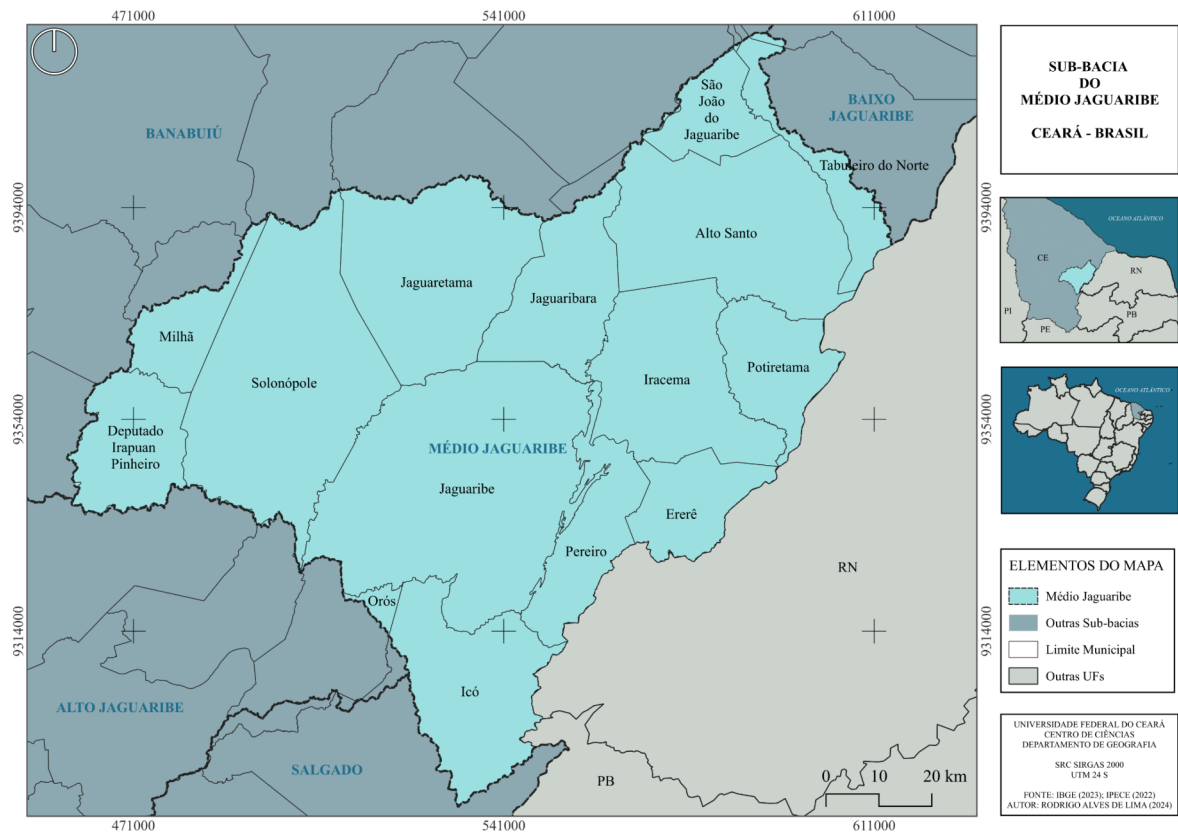 471000
541000
611000
9394000
9354000
9314000
BANABUIÚ
São
João
do
Jaguaribe
BAIXO
JAGUARIBE
Tabuleiro do Norte
Alto Santo
Jaguaretama
Jaguaribara
Milhã
Solonópole
Iracema
Potiretama
Deputado
Irapuan
Pinheiro
MÉDIO JAGUARIBE
Jaguaribe
Ererê
Pereiro
RN
Orós
Icó
ALTO JAGUARIBE
SALGADO
PB
0 10 20 km
9394000
9354000
9314000
471000
541000
611000
SUB-BACIA
DO
MÉDIO JAGUARIBE
CEARÁ - BRASIL
OCEANO ATLÂNTICO
CE
RN
PI
PB
PE
OCEANO ATLÂNTICO
ELEMENTOS DO MAPA
Médio Jaguaribe
Outras Sub-bacias
Limite Municipal
Outras UFs
UNIVERSIDADE FEDERAL DO CEARÁ
CENTRO DE CIÊNCIAS
DEPARTAMENTO DE GEOGRAFIA
SRC SIRGAS 2000
UTM 24 S
FONTE: IBGE (2023); IPECE (2022)
AUTOR: RODRIGO ALVES DE LIMA (2024)